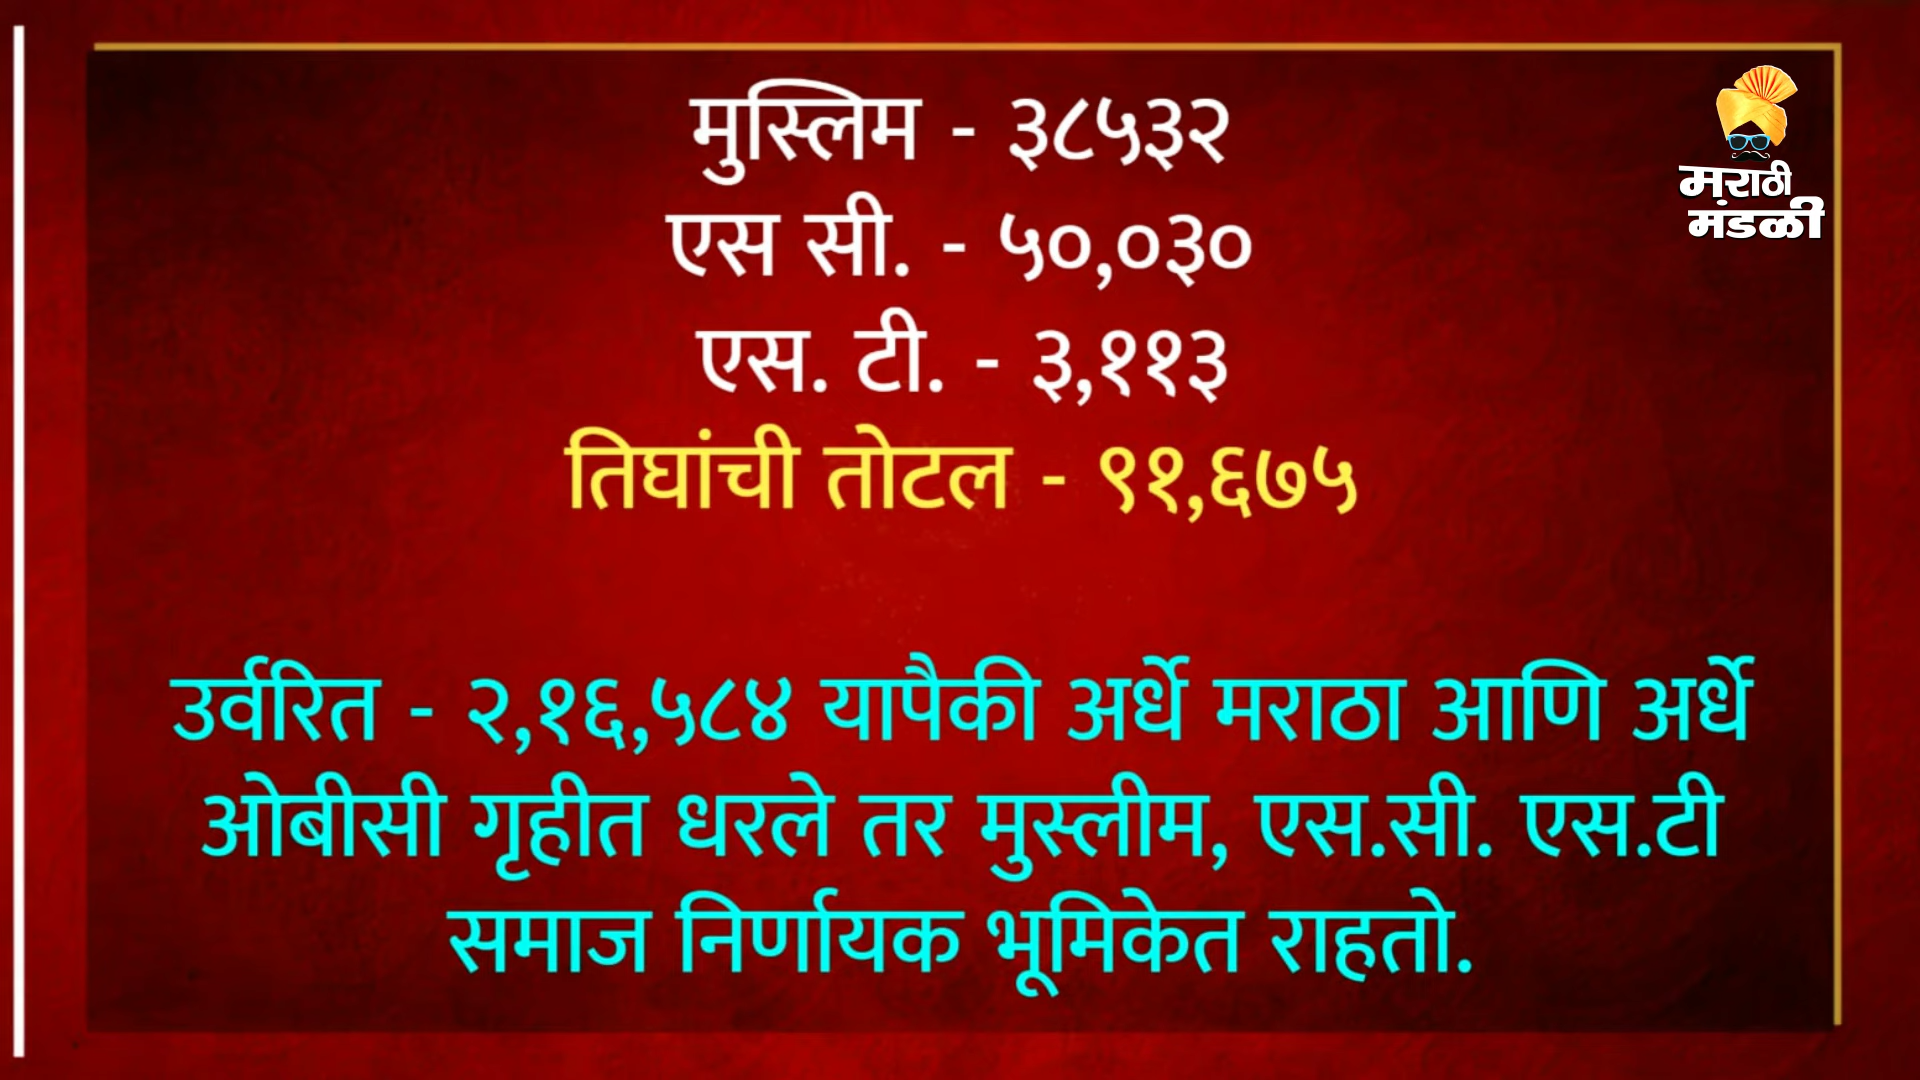 मुस्लिम - ३८५३२
एस सी. - ५०,०३०
एस. टी. - ३,११३
तिघांची तोटल - ९१,६७५
उर्वरित - २,१६,५८४ यापैकी अर्धे मराठा आणि अर्धे
ओबीसी गृहीत धरले तर मुस्लीम, एस.सी. एस.टी
समाज निर्णायक भूमिकेत राहतो.
मराठी
मंडळी